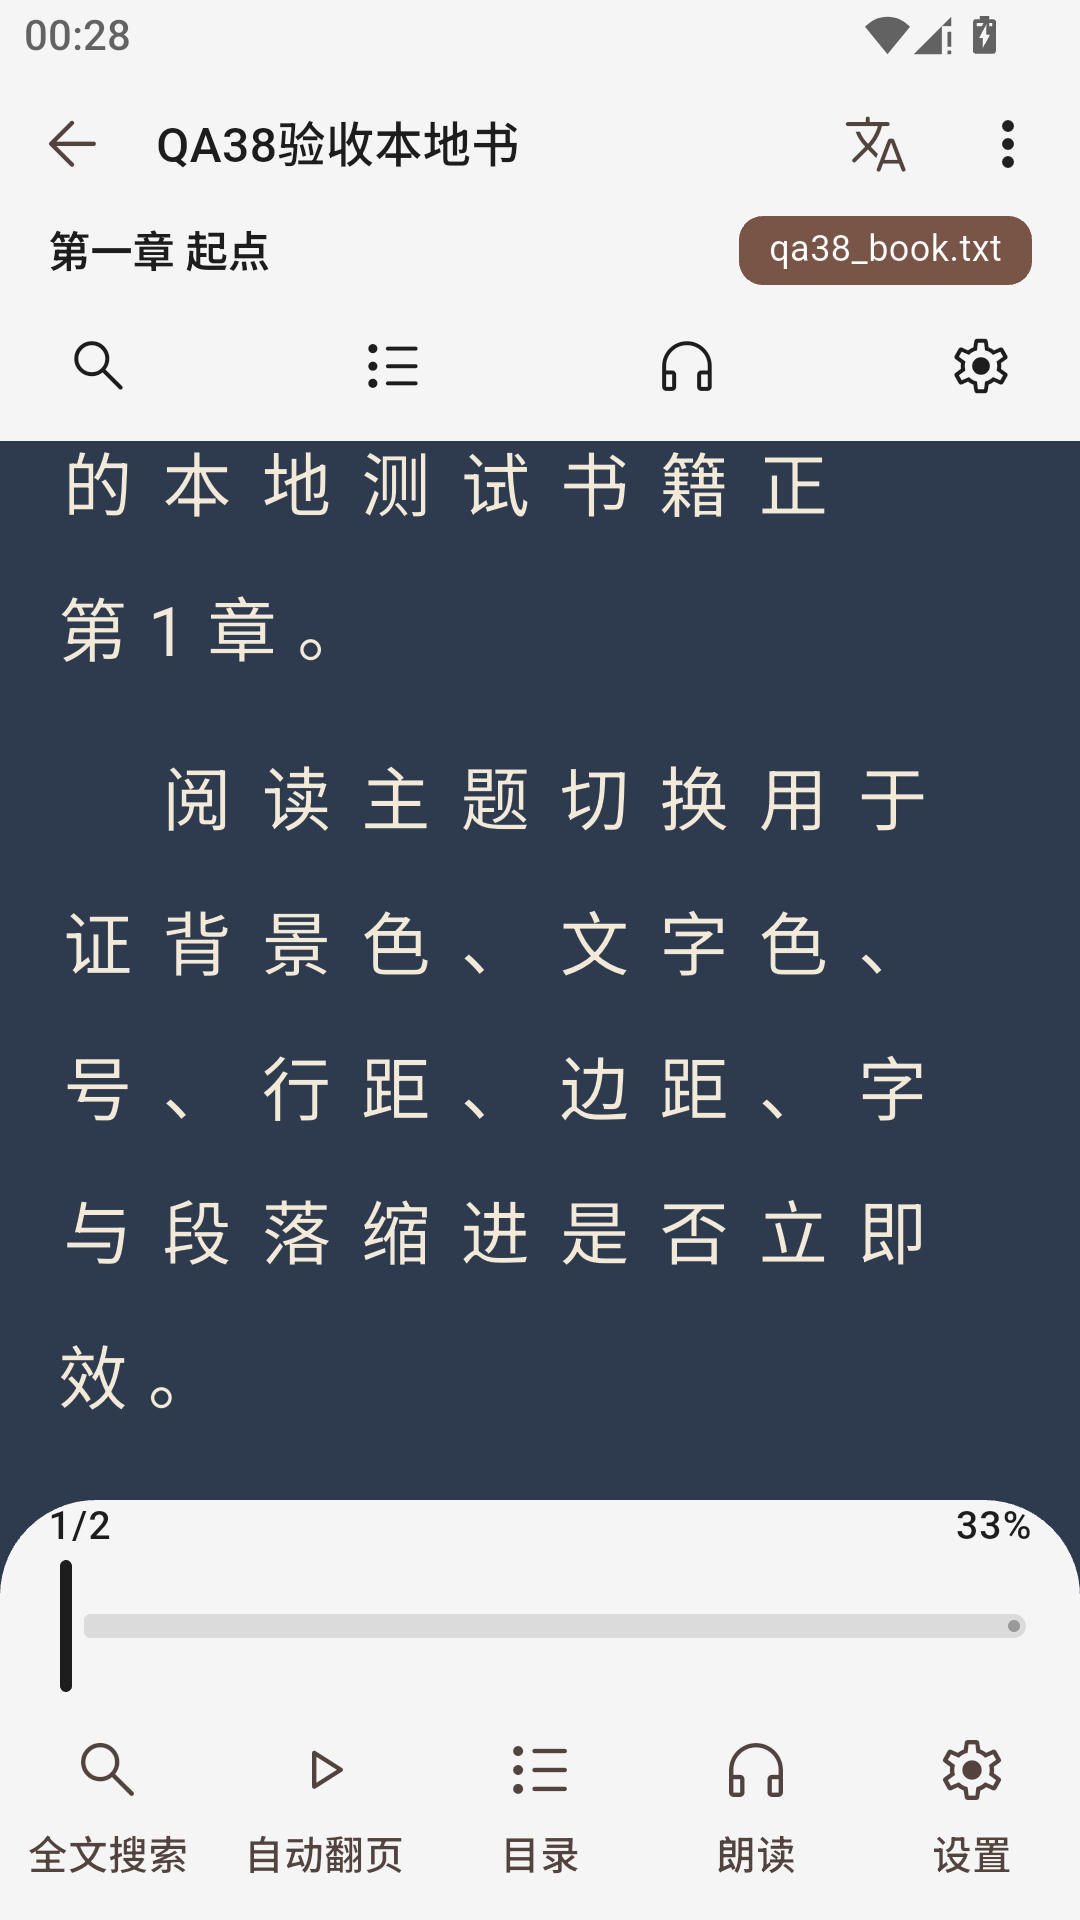 00:28
QA38验收本地书
第一章 起点
qa38_book.txt
的本地测试书籍正
第1章。
阅读主题切换用于
证背景色、文字色、
号、行距、边距、字
与段落缩进是否立即
效。
1/2
33%
全文搜索 自动翻页 目录 朗读 设置